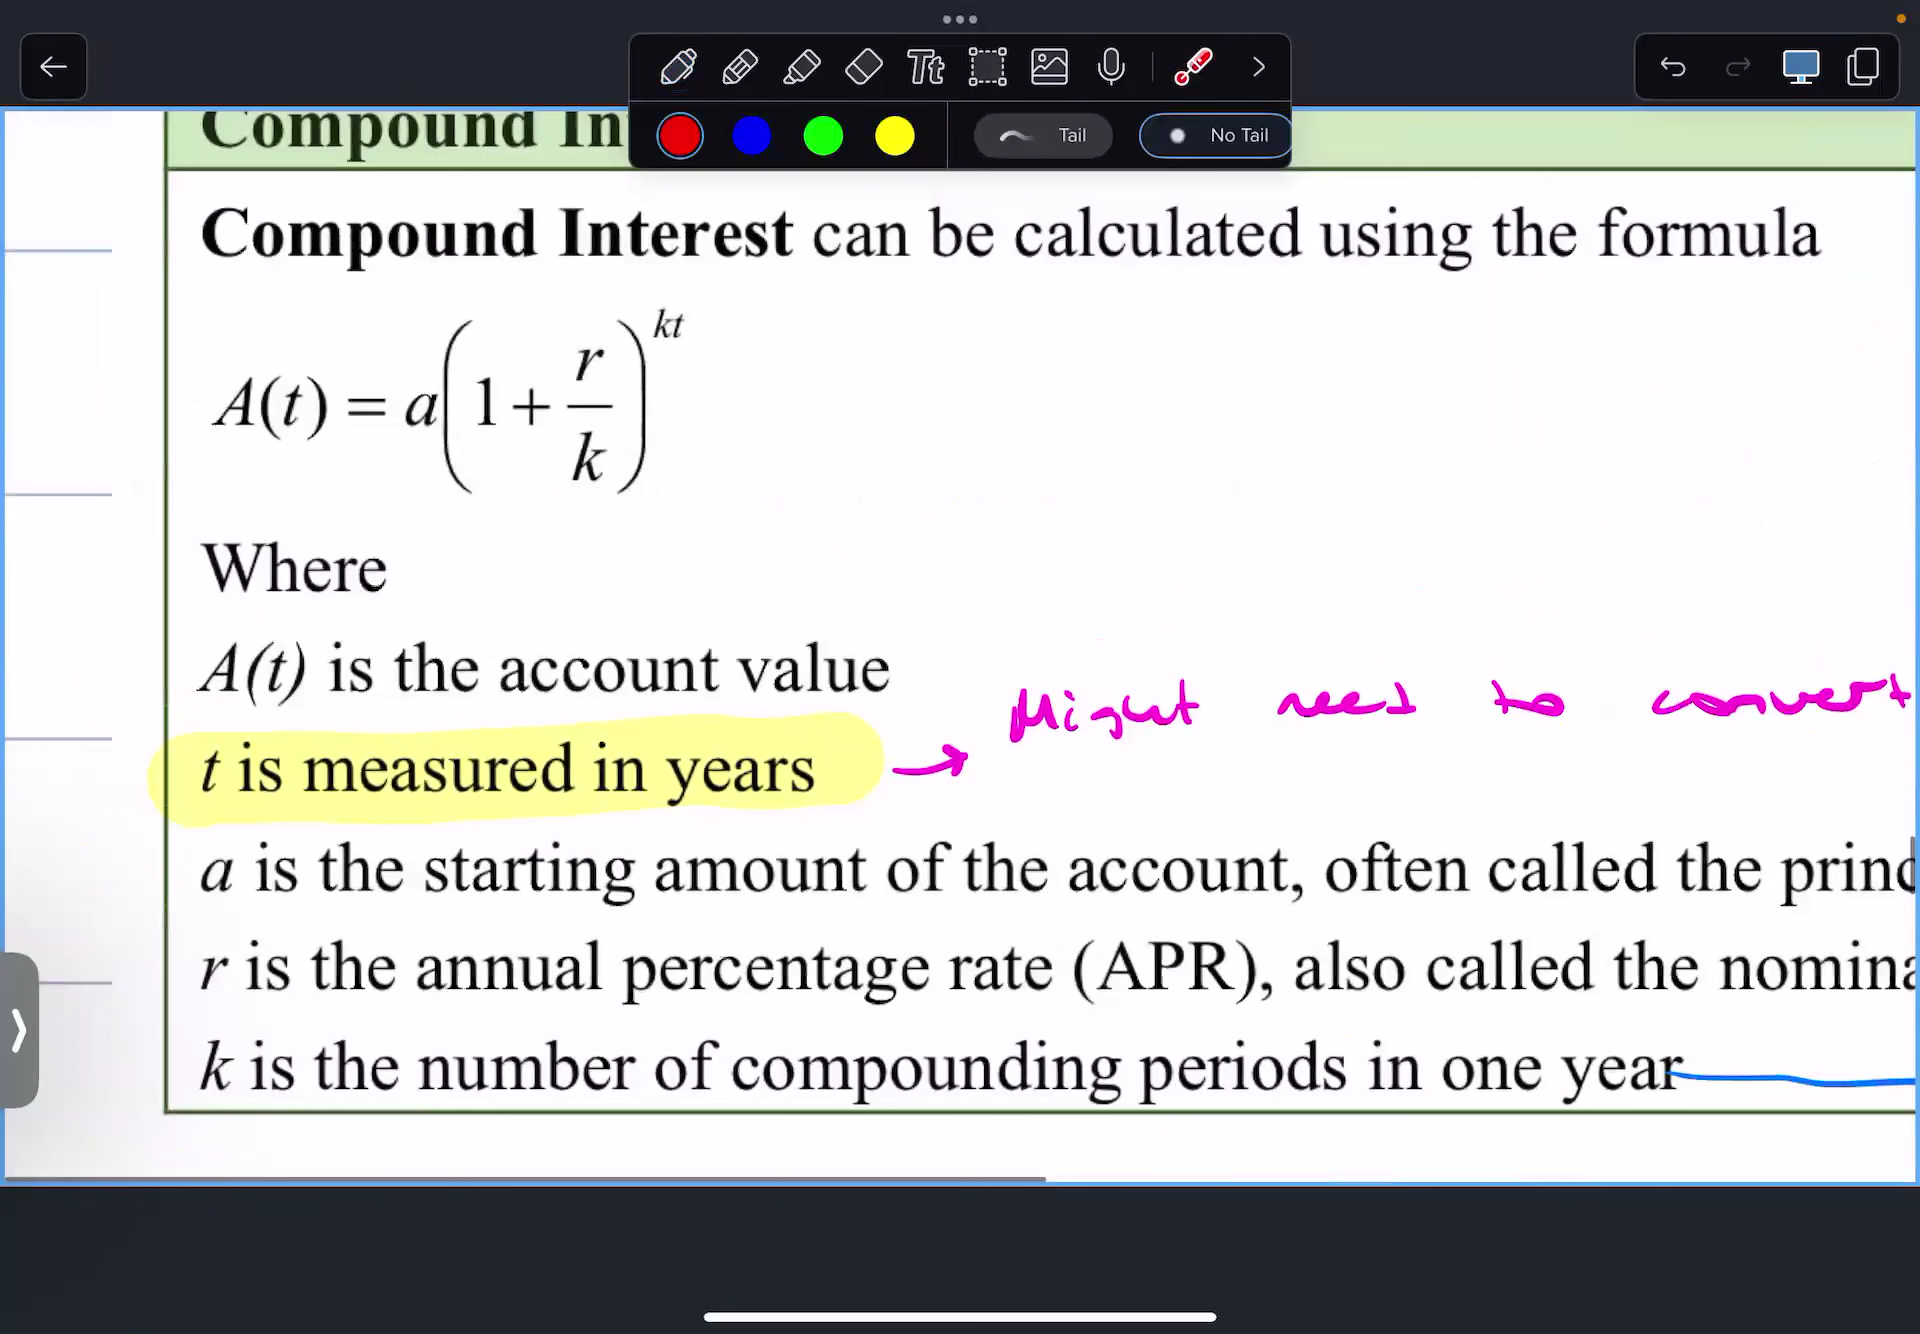 Tt
Tail
No Tail
Compound In
Compound Interest can be calculated using the formula
A(t) = a(1 + r/k)^kt
Where
A(t) is the account value
Might need to convert
t is measured in years
a is the starting amount of the account, often called the princ
r is the annual percentage rate (APR), also called the nomina
k is the number of compounding periods in one year